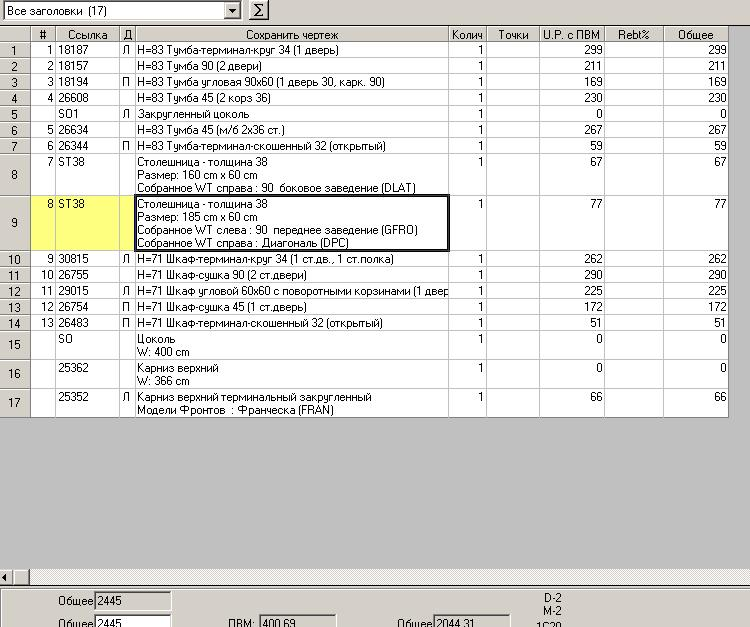 Все заголовки (17) Σ
# Ссылка Д Сохранить чертеж Колич Точки U.P. с ПВМ Rebt% Общее
1 1 18187 Л H=83 Тумба-терминал-круг 34 (1 дверь) 1 299 299
2 2 18157 H=83 Тумба 90 (2 двери) 1 211 211
3 3 18194 П H=83 Тумба угловая 90x60 (1 дверь 30, карк. 90) 1 169 169
4 4 26608 H=83 Тумба 45 (2 корз 36) 1 230 230
5 SO1 Л Закругленный цоколь 1 0 0
6 5 26634 H=83 Тумба 45 (м/б 2x36 ст.) 1 267 267
7 6 26344 П H=83 Тумба-терминал-скошенный 32 (открытый) 1 59 59
8 7 ST38 Столешница - толщина 38 1 67 67
Размер: 160 cm x 60 cm
Собранное WT справа : 90 боковое заведение (DLAT)
9 8 ST38 Столешница - толщина 38 1 77 77
Размер: 185 cm x 60 cm
Собранное WT слева : 90 переднее заведение (GFRO)
Собранное WT справа : Диагональ (DPC)
10 9 30815 Л H=71 Шкаф-терминал-круг 34 (1 ст.дв., 1 ст.полка) 1 262 262
11 10 26755 H=71 Шкаф-сушка 90 (2 ст.двери) 1 290 290
12 11 29015 Л H=71 Шкаф угловой 60x60 с поворотными корзинами (1 двер 1 225 225
13 12 26754 П H=71 Шкаф-сушка 45 (1 ст.дверь) 1 172 172
14 13 26483 П H=71 Шкаф-терминал-скошенный 32 (открытый) 1 51 51
15 SO Цоколь 1 0 0
W: 400 cm
16 25362 Карниз верхний 1 0 0
W: 366 cm
17 25352 Л Карниз верхний терминальный закругленный 1 66 66
Модели Фронтов : Франческа (FRAN)
Общее 2445 D-2
M-2
Общее 2445 ПВМ: 400.69 Общее 2044.31 1C20